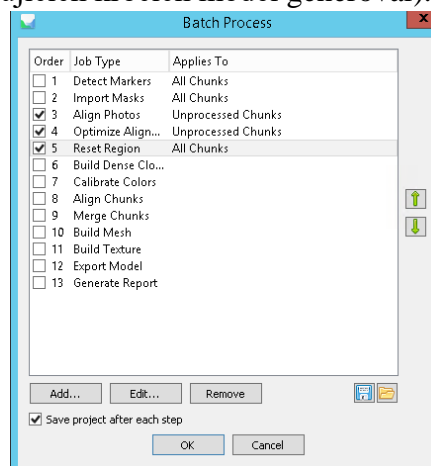 Batch Process
Order Job Type Applies To
1 Detect Markers All Chunks
2 Import Masks All Chunks
3 Align Photos Unprocessed Chunks
4 Optimize Align... Unprocessed Chunks
5 Reset Region All Chunks
6 Build Dense Clo...
7 Calibrate Colors
8 Align Chunks
9 Merge Chunks
10 Build Mesh
11 Build Texture
12 Export Model
13 Generate Report
Add... Edit... Remove
Save project after each step
OK Cancel